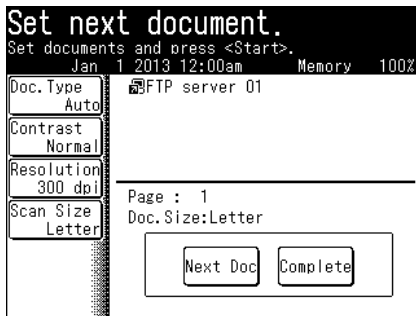 Set next document.
Set documents and press <Start>.
Jan 1 2013 12:00am Memory 100%
Doc.Type
Auto
FTP server 01
Contrast
Normal
Resolution
300 dpi
Scan Size
Letter
Page : 1
Doc.Size:Letter
Next Doc Complete